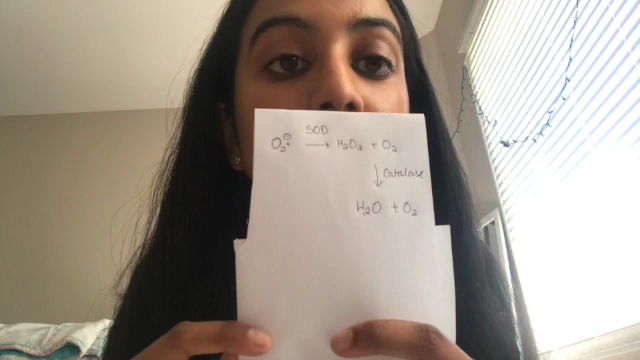 SOD
O₂•⊖ → H₂O₂ + O₂
↓ Catalase
H₂O + O₂